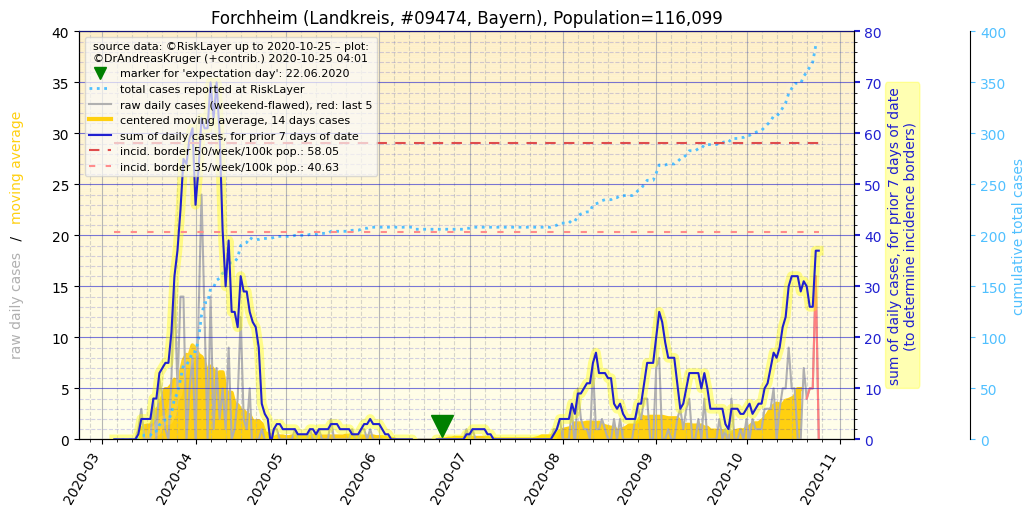 Forchheim (Landkreis, #09474, Bayern), Population=116,099
source data: ©RiskLayer up to 2020-10-25 – plot:
©DrAndreasKruger (+contrib.) 2020-10-25 04:01
marker for 'expectation day': 22.06.2020
total cases reported at RiskLayer
raw daily cases (weekend-flawed), red: last 5
centered moving average, 14 days cases
sum of daily cases, for prior 7 days of date
incid. border 50/week/100k pop.: 58.05
incid. border 35/week/100k pop.: 40.63
raw daily cases / moving average
40
35
30
25
20
15
10
5
0
2020-03
2020-04
2020-05
2020-06
2020-07
2020-08
2020-09
2020-10
2020-11
80
70
60
50
40
30
20
10
0
sum of daily cases, for prior 7 days of date
(to determine incidence borders)
400
350
300
250
200
150
100
50
0
cumulative total cases